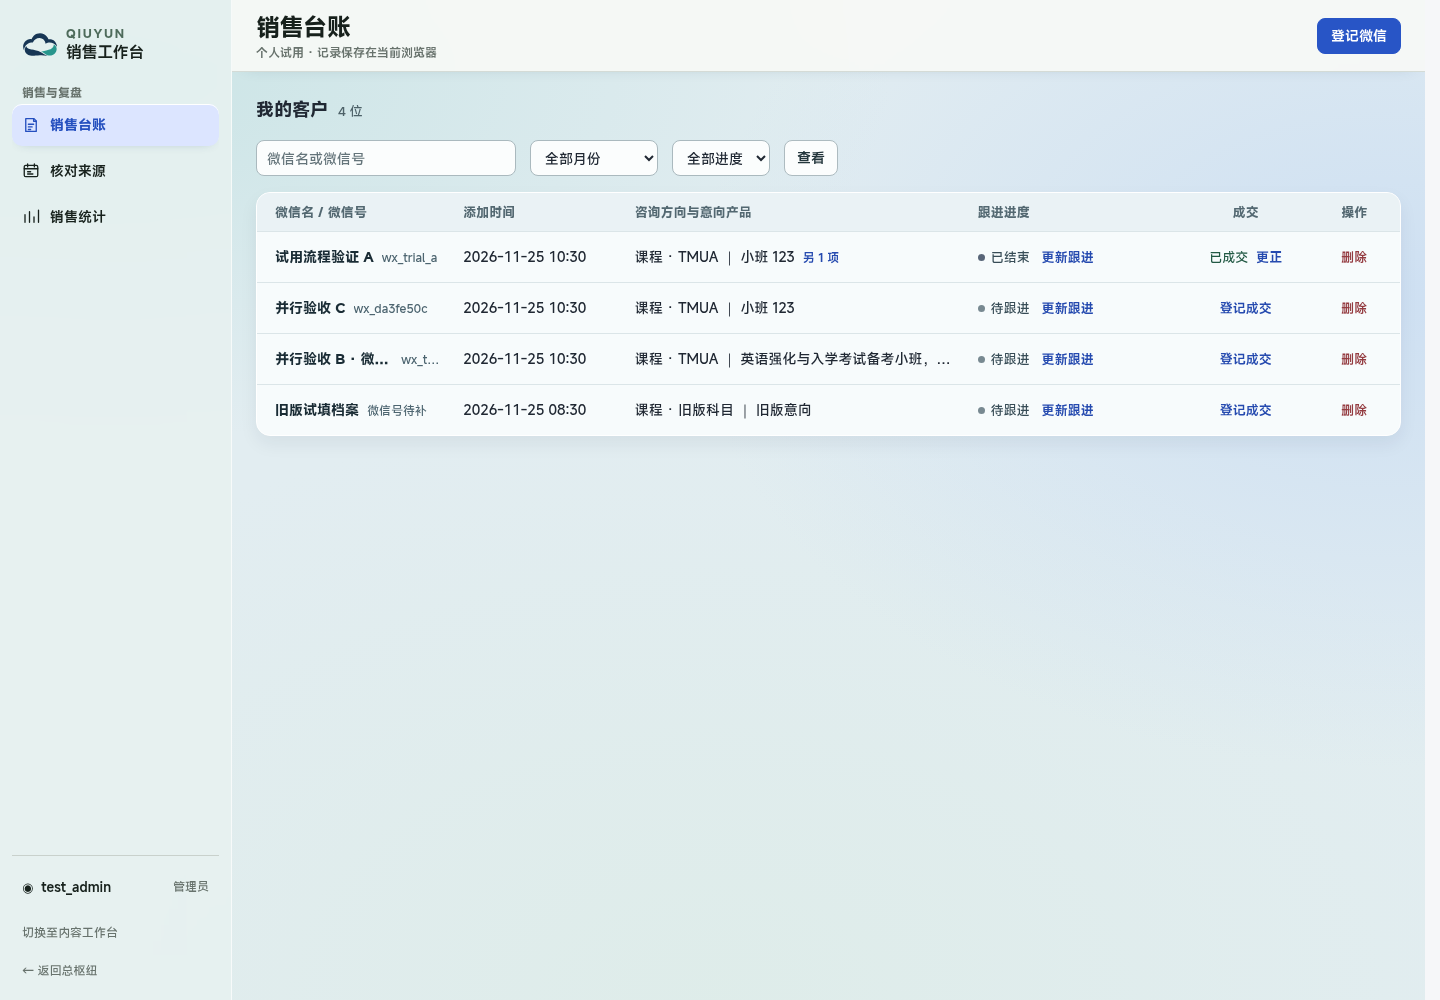 QIUYUN
销售工作台
销售与复盘
销售台账
核对来源
销售统计
test_admin 管理员
切换至内容工作台
← 返回总枢纽
销售台账
个人试用 · 记录保存在当前浏览器
登记微信
我的客户 4 位
微信名或微信号 全部月份 全部进度 查看
微信名 / 微信号 添加时间 咨询方向与意向产品 跟进进度 成交 操作
试用流程验证 A wx_trial_a 2026-11-25 10:30 课程 · TMUA ｜ 小班 123 另 1 项 已结束 更新跟进 已成交 更正 删除
并行验收 C wx_da3fe50c 2026-11-25 10:30 课程 · TMUA ｜ 小班 123 待跟进 更新跟进 登记成交 删除
并行验收 B · 微... wx_t... 2026-11-25 10:30 课程 · TMUA ｜ 英语强化与入学考试备考小班，... 待跟进 更新跟进 登记成交 删除
旧版试填档案 微信号待补 2026-11-25 08:30 课程 · 旧版科目 ｜ 旧版意向 待跟进 更新跟进 登记成交 删除